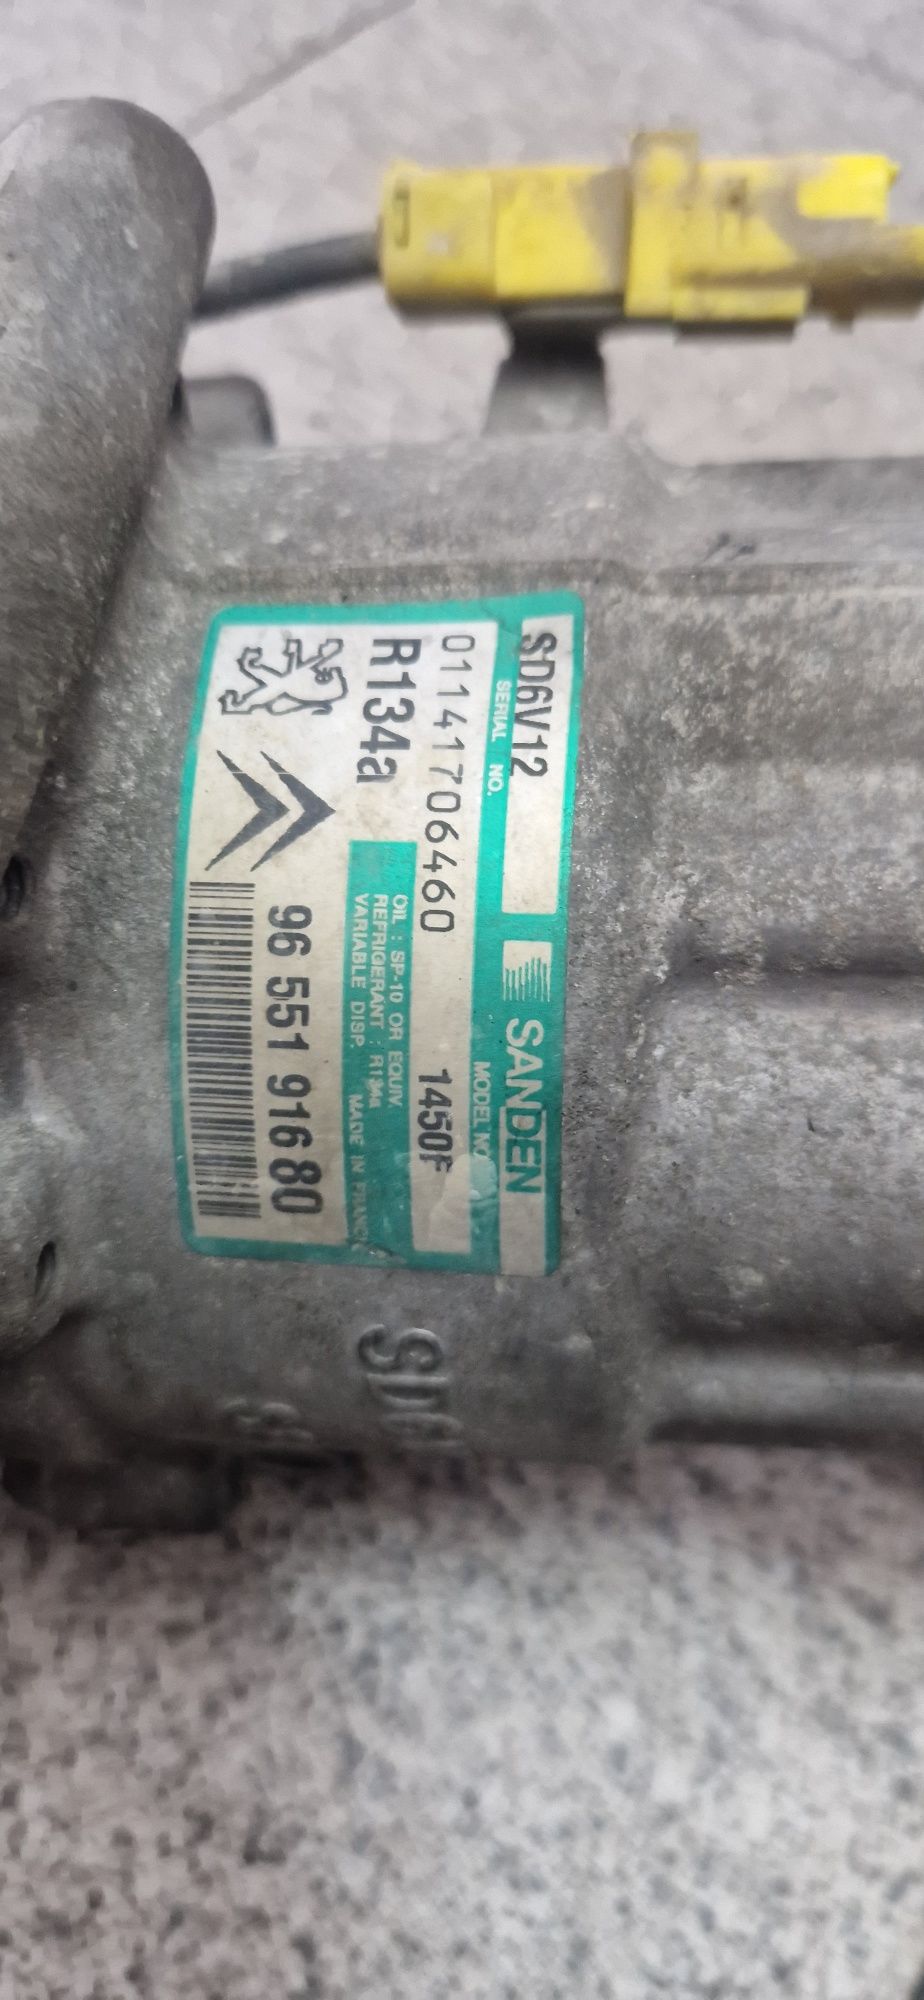 SD6V12
SANDEN
SERIAL NO.
MODEL NO
01141706460
1450F
R134a
OIL : SP-10 OR EQUIV.
REFRIGERANT : R134a
VARIABLE DISP. MADE IN FRANCE
96 551 916 80
SD6V